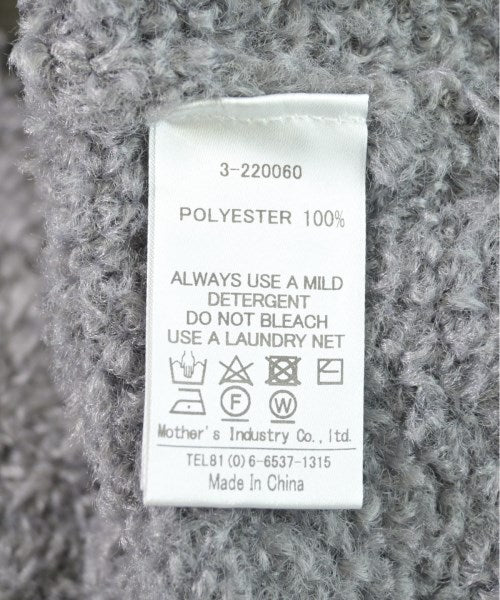 3-220060
POLYESTER 100%
ALWAYS USE A MILD
DETERGENT
DO NOT BLEACH
USE A LAUNDRY NET
F W
Mother's Industry Co., ltd.
TEL81(0)6-6537-1315
Made In China